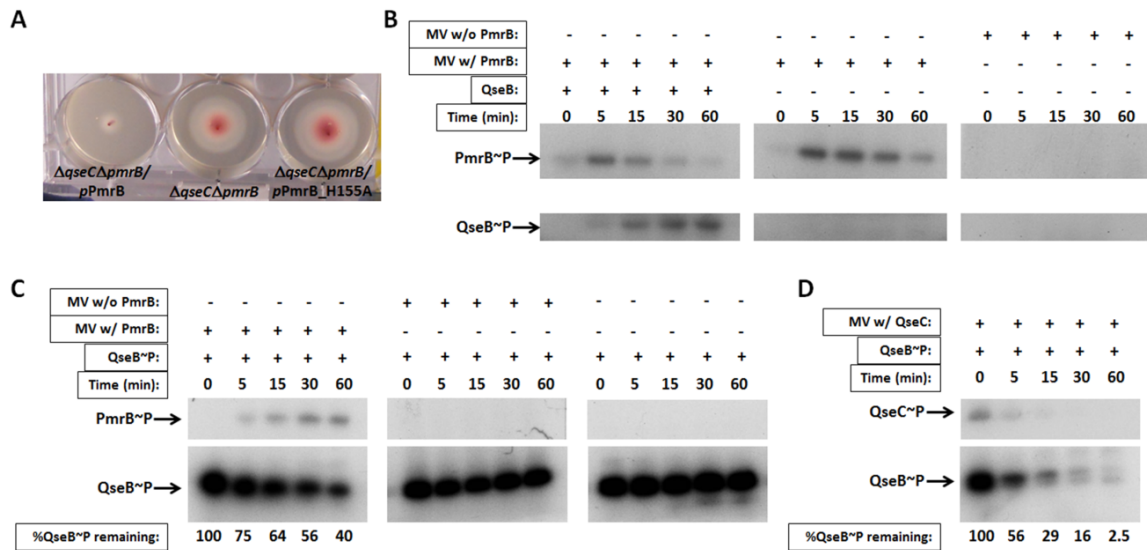 A
ΔqseCΔpmrB/
pPmrB
ΔqseCΔpmrB
ΔqseCΔpmrB/
pPmrB_H155A
B
MV w/o PmrB: - - - - - - - - - - - + + + + +
MV w/ PmrB: + + + + + + + + + + - - - - -
QseB: + + + + + - - - - - - - - - -
Time (min): 0 5 15 30 60 0 5 15 30 60 0 5 15 30 60
PmrB~P
QseB~P
C
MV w/o PmrB: - - - - - + + + + + - - - - -
MV w/ PmrB: + + + + + - - - - - - - - - -
QseB~P: + + + + + + + + + + + + + + +
Time (min): 0 5 15 30 60 0 5 15 30 60 0 5 15 30 60
PmrB~P
QseB~P
%QseB~P remaining: 100 75 64 56 40
D
MV w/ QseC: + + + + +
QseB~P: + + + + +
Time (min): 0 5 15 30 60
QseC~P
QseB~P
%QseB~P remaining: 100 56 29 16 2.5